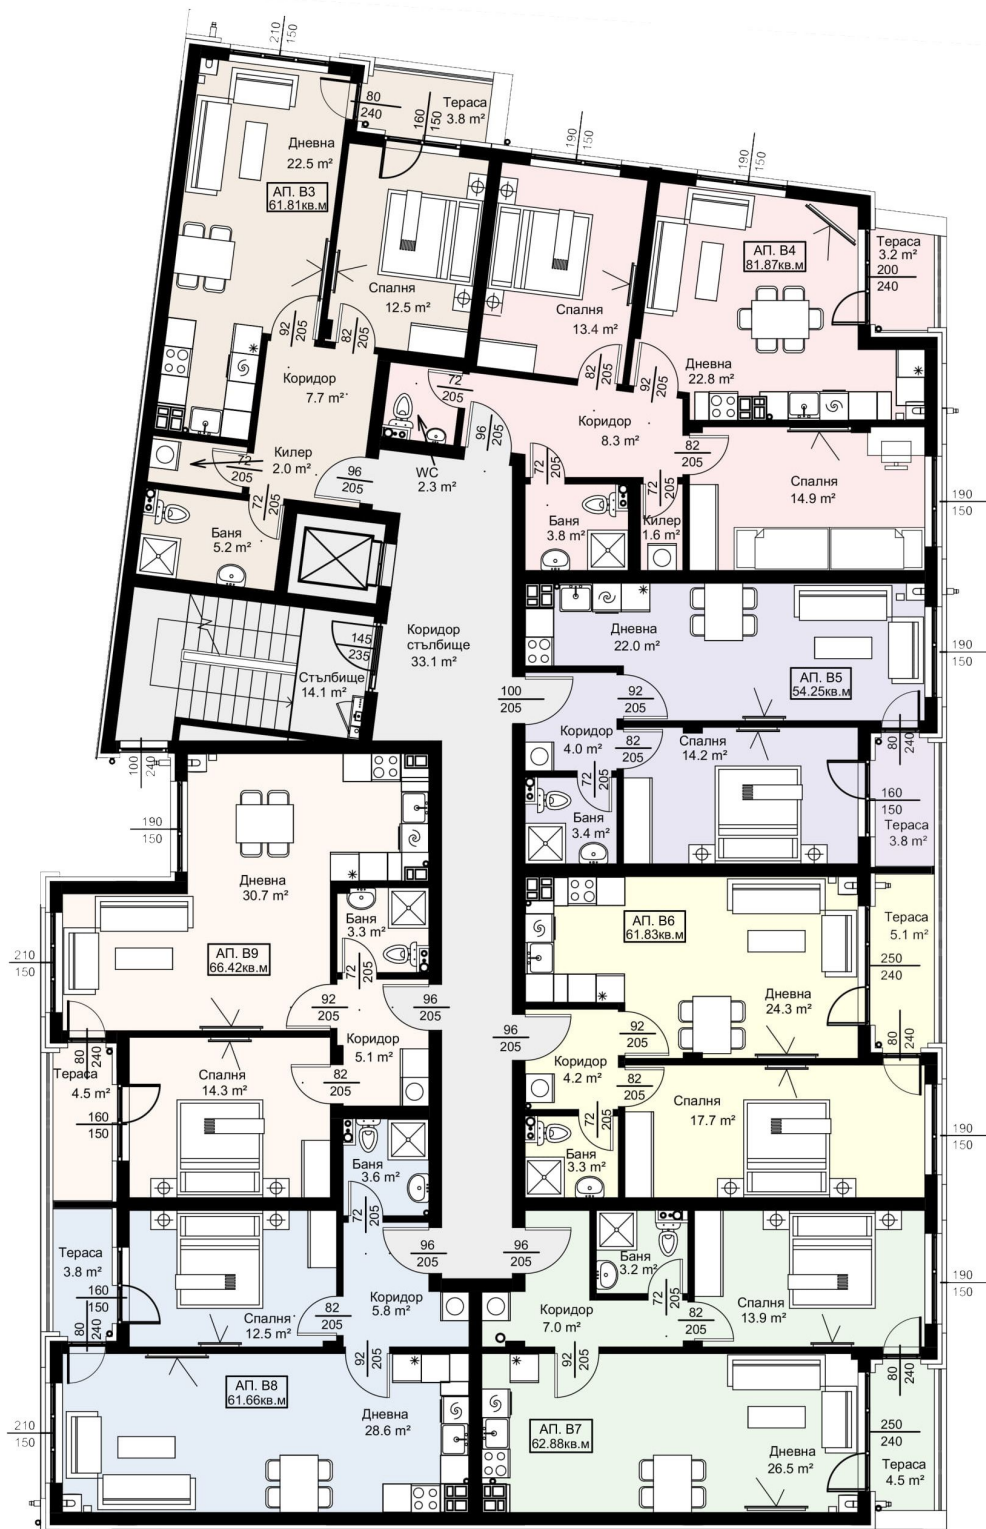 210
150
80
240
Тераса
3.8 m²
160
150
190
150
190
150
Дневна
22.5 m²
АП. В3
61.81кв.м
Спалня
12.5 m²
92
205
82
205
Коридор
7.7 m²
Килер
2.0 m²
72
205
72
205
96
205
Баня
5.2 m²
Спалня
13.4 m²
АП. В4
81.87кв.м
Тераса
3.2 m²
200
240
Дневна
22.8 m²
82
205
92
205
72
205
96
205
WC
2.3 m²
Коридор
8.3 m²
82
205
72
205
72
205
Баня
3.8 m²
Килер
1.6 m²
Спалня
14.9 m²
190
150
Коридор
стълбище
33.1 m²
145
235
Стълбище
14.1 m²
100
240
Дневна
22.0 m²
АП. В5
54.25кв.м
190
150
100
205
92
205
Коридор
4.0 m²
82
205
Спалня
14.2 m²
80
240
72
205
Баня
3.4 m²
160
150
Тераса
3.8 m²
190
150
Дневна
30.7 m²
АП. В9
66.42кв.м
210
150
Баня
3.3 m²
72
205
92
205
96
205
Коридор
5.1 m²
82
205
80
240
Тераса
4.5 m²
160
150
Спалня
14.3 m²
АП. В6
61.83кв.м
Тераса
5.1 m²
250
240
Дневна
24.3 m²
96
205
92
205
Коридор
4.2 m²
82
205
80
240
Спалня
17.7 m²
72
205
Баня
3.3 m²
190
150
Баня
3.6 m²
72
205
Тераса
3.8 m²
160
150
80
240
Спалня
12.5 m²
82
205
Коридор
5.8 m²
96
205
92
205
АП. В8
61.66кв.м
Дневна
28.6 m²
210
150
96
205
Баня
3.2 m²
72
205
Коридор
7.0 m²
82
205
92
205
Спалня
13.9 m²
190
150
80
240
АП. В7
62.88кв.м
Дневна
26.5 m²
250
240
Тераса
4.5 m²